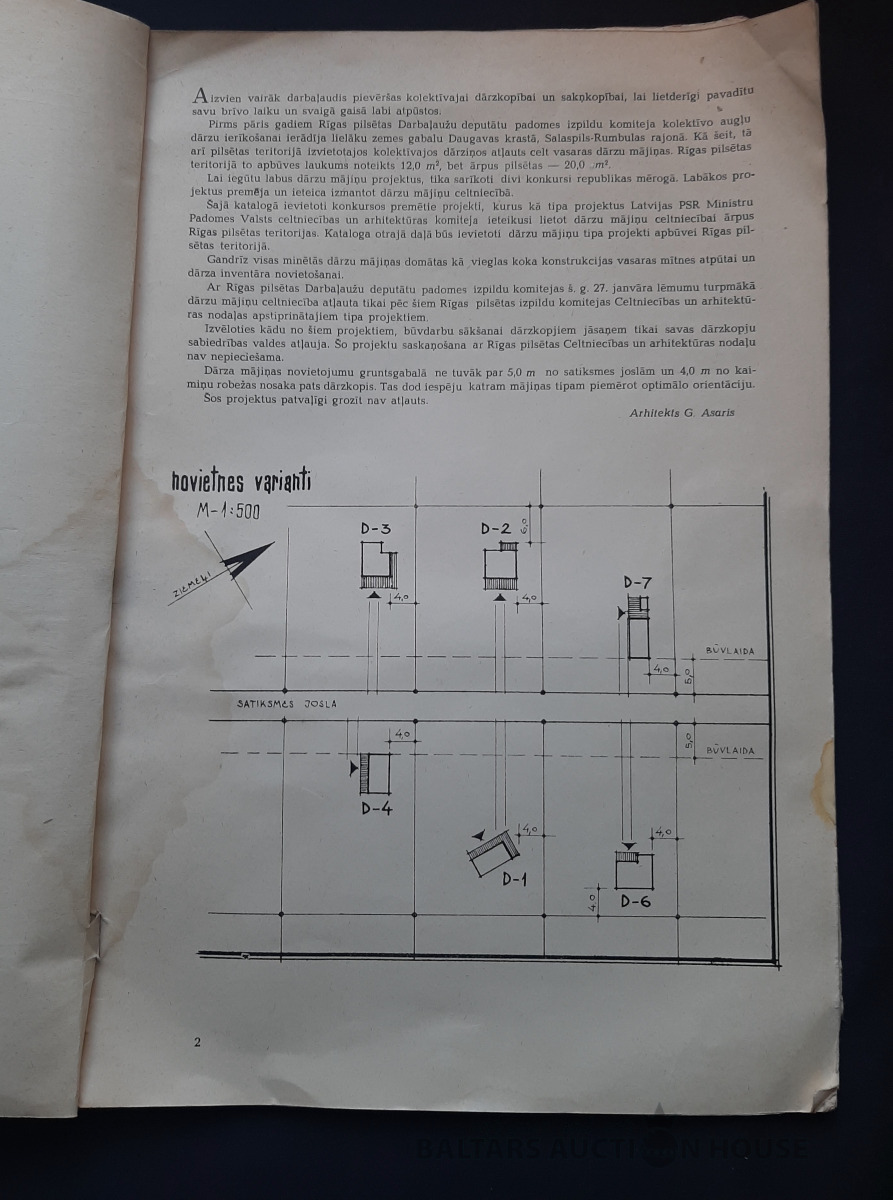 Aizvien vairāk darbaļaudis pievēršas kolektīvajai dārzkopībai un sakņkopībai, lai lietderīgi pavadītu
savu brīvo laiku un svaigā gaisā labi atpūstos.
Pirms pāris gadiem Rīgas pilsētas Darbaļaužu deputātu padomes izpildu komiteja kolektīvo augļu
dārzu ierīkošanai ierādīja lielāku zemes gabalu Daugavas krastā, Salaspils-Rumbulas rajonā. Kā šeit, tā
arī pilsētas teritorijā izvietotajos kolektīvajos dārziņos atļauts celt vasaras dārzu mājiņas. Rīgas pilsētas
teritorijā to apbūves laukums noteikts 12,0 m², bet ārpus pilsētas — 20,0 m².
Lai iegūtu labus dārzu mājiņu projektus, tika sarīkoti divi konkursi republikas mērogā. Labākos pro-
jektus premēja un ieteica izmantot dārzu mājiņu celtniecībā.
Šajā katalogā ievietoti konkursos premētie projekti, kurus kā tipa projektus Latvijas PSR Ministru
Padomes Valsts celtniecības un arhitektūras komiteja ieteikusi lietot dārzu mājiņu celtniecībai ārpus
Rīgas pilsētas teritorijas. Kataloga otrajā daļā būs ievietoti dārzu mājiņu tipa projekti apbūvei Rīgas pil-
sētas teritorijā.
Gandrīz visas minētās dārzu mājiņas domātas kā vieglas koka konstrukcijas vasaras mītnes atpūtai un
dārza inventāra novietošanai.
Ar Rīgas pilsētas Darbaļaužu deputātu padomes izpildu komitejas š. g. 27. janvāra lēmumu turpmākā
dārzu mājiņu celtniecība atļauta tikai pēc šiem Rīgas pilsētas izpildu komitejas Celtniecības un arhitektū-
ras nodaļas apstiprinātajiem tipa projektiem.
Izvēloties kādu no šiem projektiem, būvdarbu sākšanai dārzkopjiem jāsaņem tikai savas dārzkopju
sabiedrības valdes atļauja. Šo projektu saskaņošana ar Rīgas pilsētas Celtniecības un arhitektūras nodaļu
nav nepieciešama.
Dārza mājiņas novietojumu gruntsgabalā ne tuvāk par 5,0 m no satiksmes joslām un 4,0 m no kai-
miņu robežas nosaka pats dārzkopis. Tas dod iespēju katram mājiņas tipam piemērot optimālo orientāciju.
Šos projektus patvaļīgi grozīt nav atļauts.
Arhitekts G. Asaris
novietnes varianti
M-1:500
ZIEMEĻI
D-3
D-2
6,0
D-7
4,0
4,0
BŪVLAIDA
4,0
5,0
SATIKSMES JOSLA
4,0
5,0
BŪVLAIDA
D-4
4,0
4,0
D-1
4,0
D-6
2
BALTARS AUCTION HOUSE